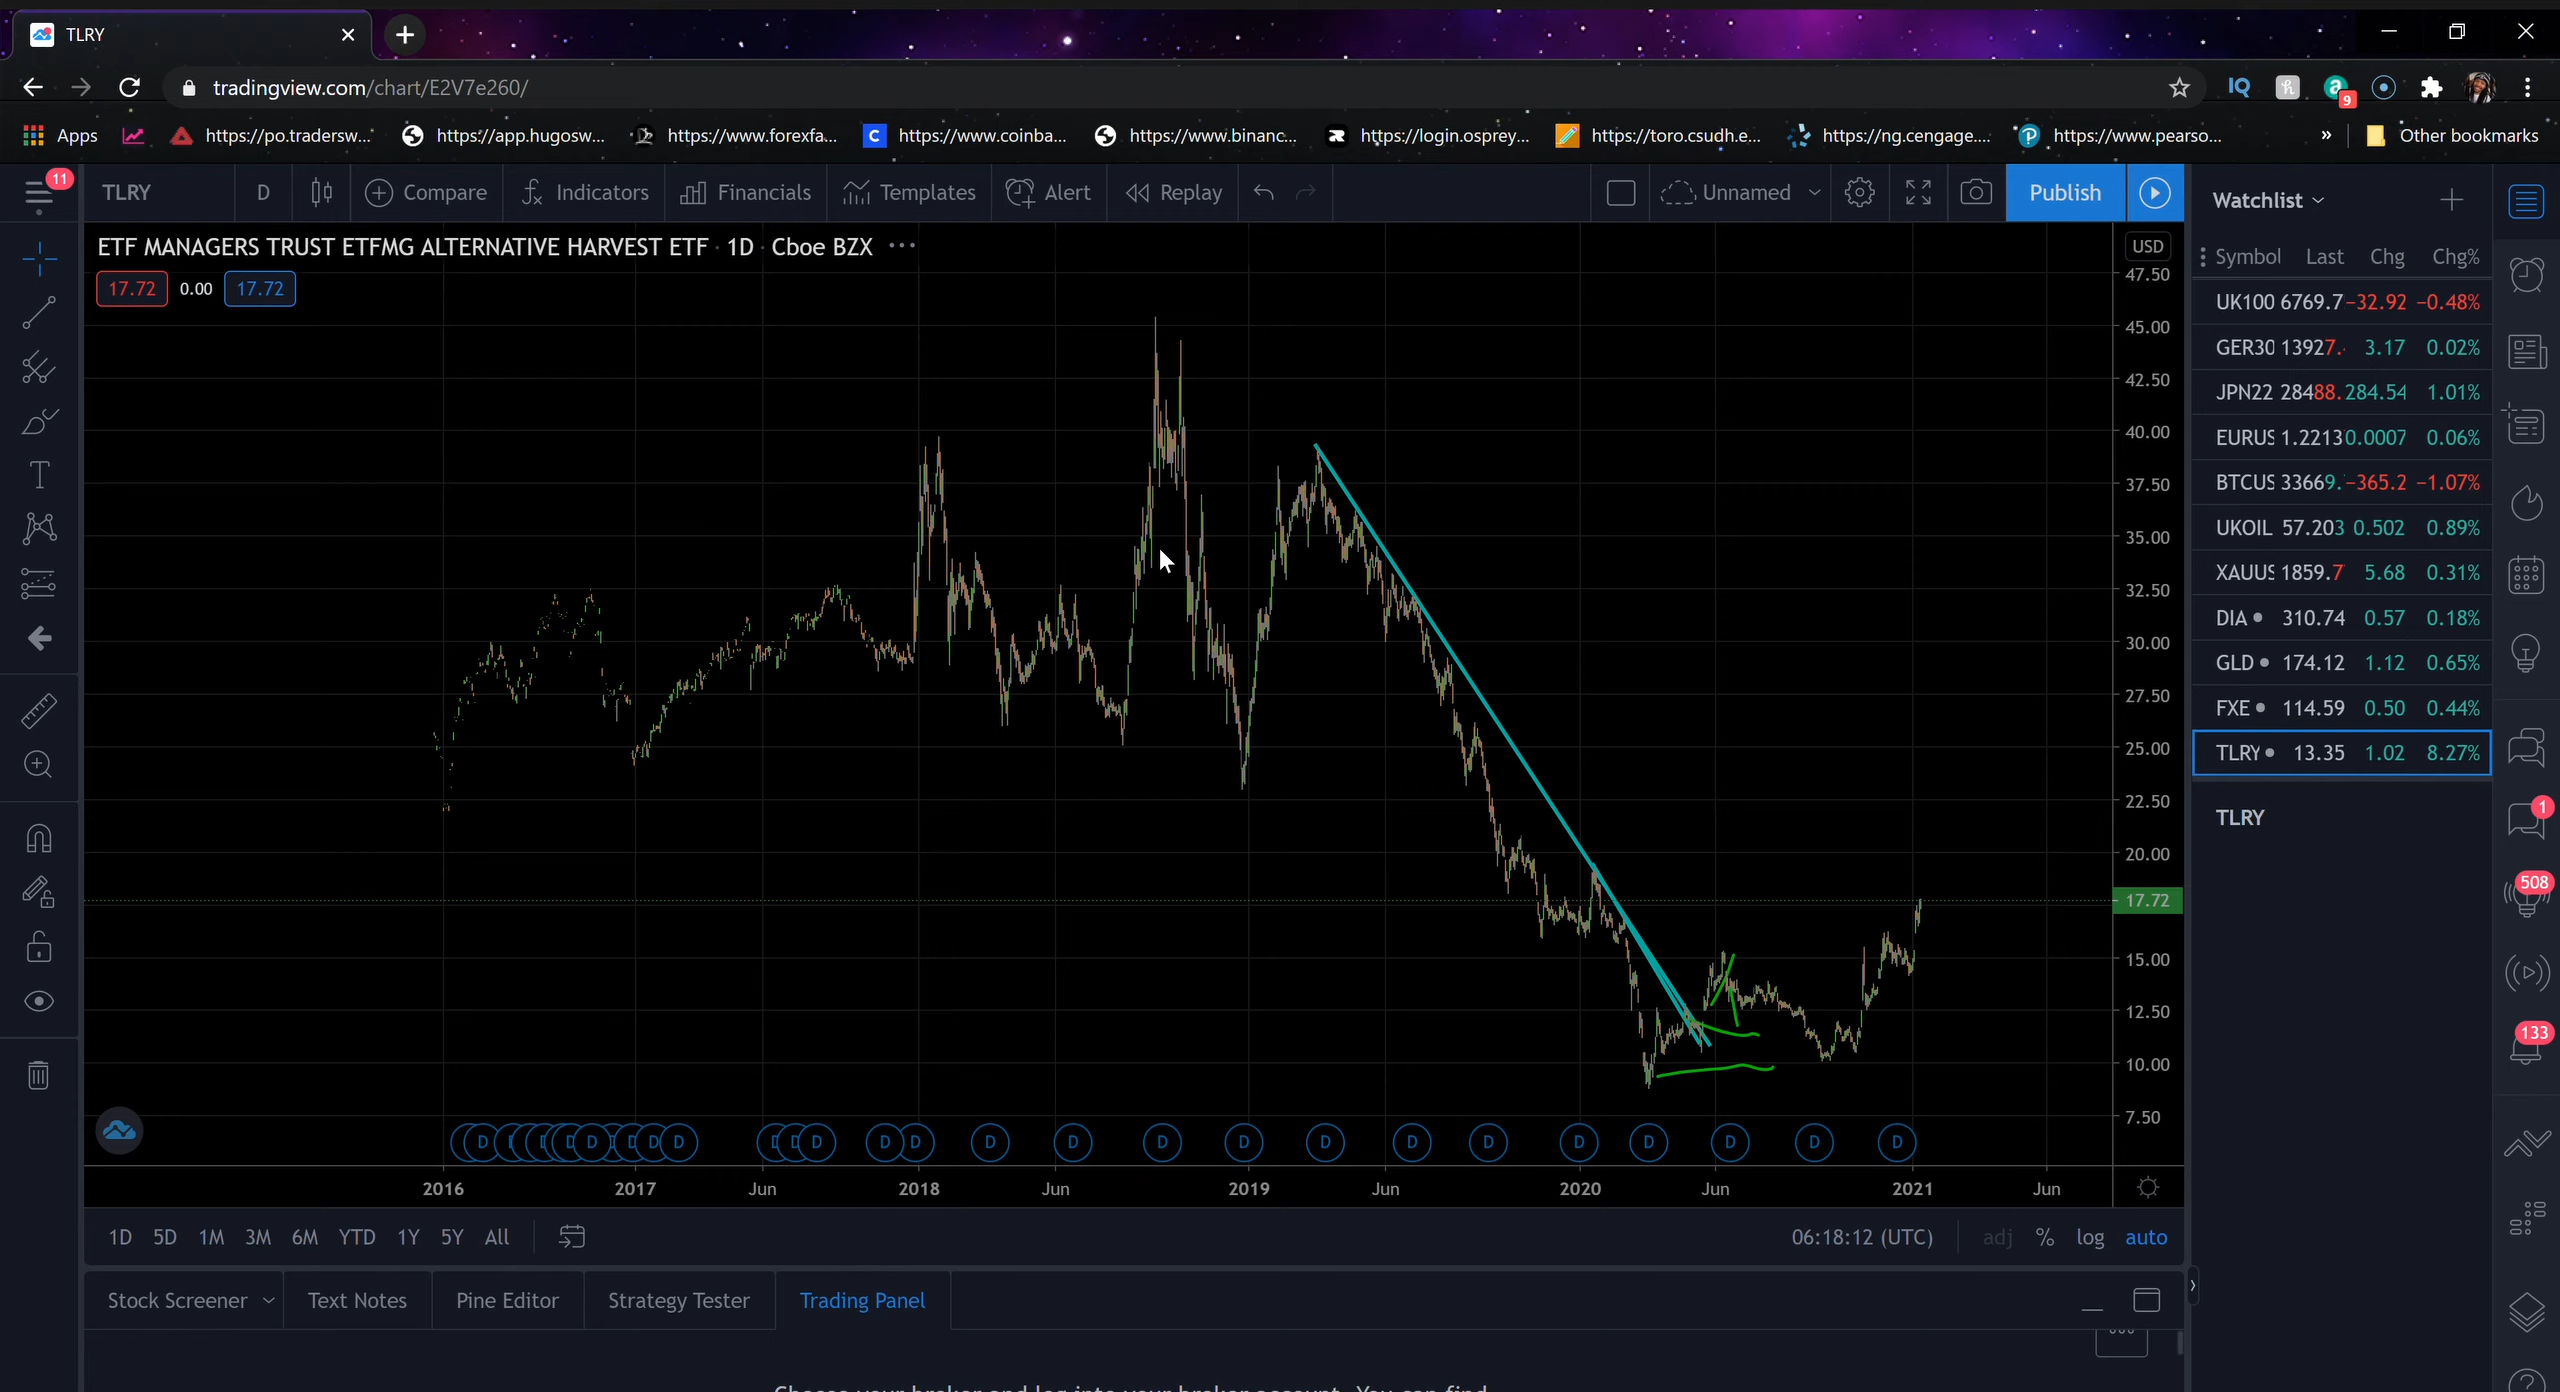 TLRY
tradingview.com/chart/E2V7e260/
IQ
9
Apps
https://po.tradersw...
https://app.hugosw...
https://www.forexfa...
https://www.coinba...
https://www.binanc...
https://login.osprey...
https://toro.csudh.e...
https://ng.cengage....
https://www.pearso...
»
Other bookmarks
11
TLRY
D
Compare
Indicators
Financials
Templates
Alert
Replay
Unnamed
Publish
Watchlist
ETF MANAGERS TRUST ETFMG ALTERNATIVE HARVEST ETF · 1D · Cboe BZX ···
17.72 0.00 17.72
USD
47.50
45.00
42.50
40.00
37.50
35.00
32.50
30.00
27.50
25.00
22.50
20.00
17.72
15.00
12.50
10.00
7.50
Symbol Last Chg Chg%
UK100 6769.7 -32.92 -0.48%
GER30 13927. 3.17 0.02%
JPN22 28488. 284.54 1.01%
EURUS 1.2213 0.0007 0.06%
BTCUS 33669. -365.2 -1.07%
UKOIL 57.203 0.502 0.89%
XAUUS 1859.7 5.68 0.31%
DIA 310.74 0.57 0.18%
GLD 174.12 1.12 0.65%
FXE 114.59 0.50 0.44%
TLRY 13.35 1.02 8.27%
TLRY
1
508
133
D D D D D D D D D D D D D D D D D D D D D
2016 2017 Jun 2018 Jun 2019 Jun 2020 Jun 2021 Jun
1D 5D 1M 3M 6M YTD 1Y 5Y All
06:18:12 (UTC) adj % log auto
Stock Screener
Text Notes
Pine Editor
Strategy Tester
Trading Panel